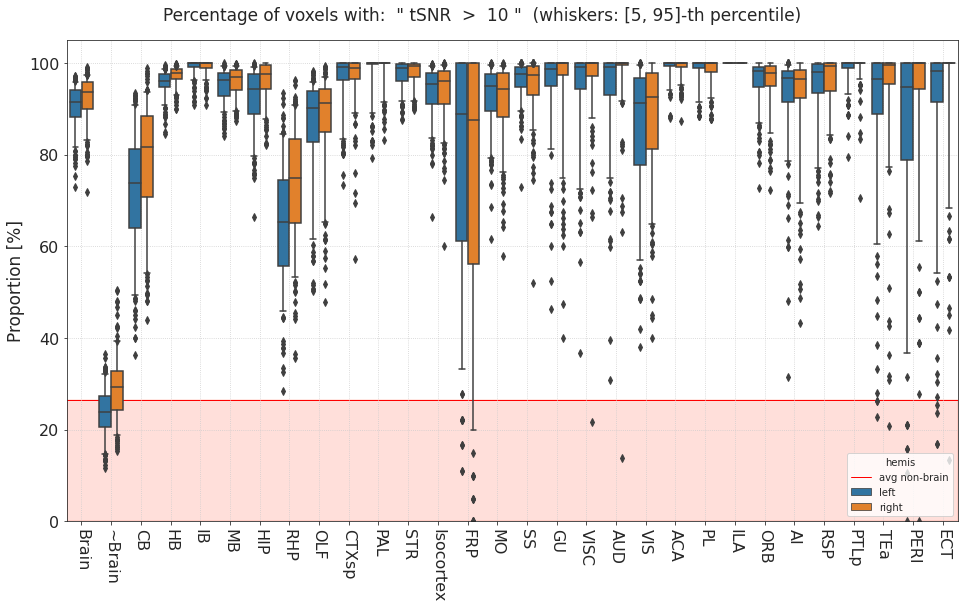 Percentage of voxels with:  " tSNR  >  10 "  (whiskers: [5, 95]-th percentile)
Proportion [%]
100
80
60
40
20
0
hemis
avg non-brain
left
right
Brain
~Brain
CB
HB
IB
MB
HIP
RHP
OLF
CTXsp
PAL
STR
Isocortex
FRP
MO
SS
GU
VISC
AUD
VIS
ACA
PL
ILA
ORB
AI
RSP
PTLp
TEa
PERI
ECT